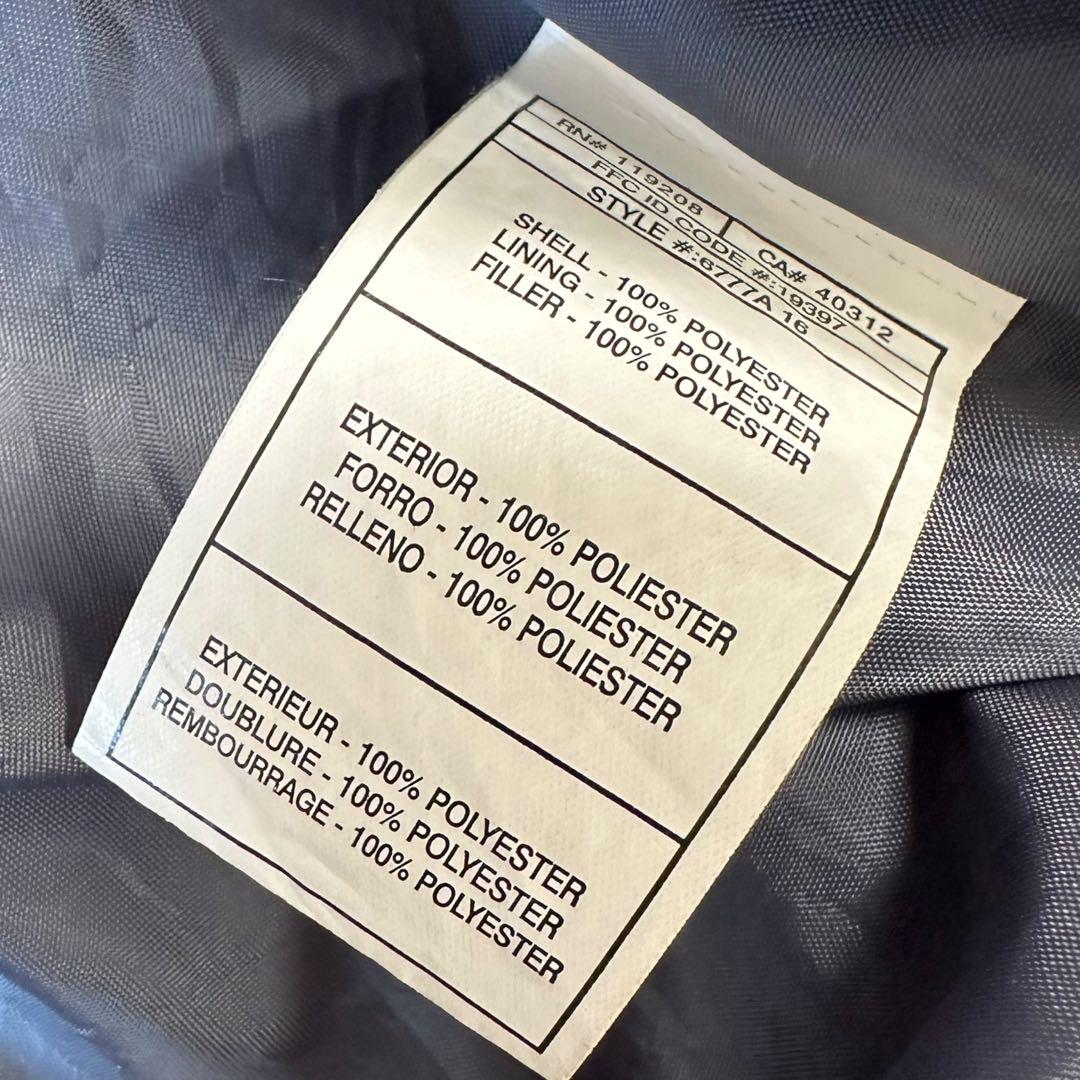 RN# 119208 CA# 40312
FFC ID CODE #:19397
STYLE #:6777A 16
SHELL - 100% POLYESTER
LINING - 100% POLYESTER
FILLER - 100% POLYESTER
EXTERIOR - 100% POLIESTER
FORRO - 100% POLIESTER
RELLENO - 100% POLIESTER
EXTERIEUR - 100% POLYESTER
DOUBLURE - 100% POLYESTER
REMBOURRAGE - 100% POLYESTER